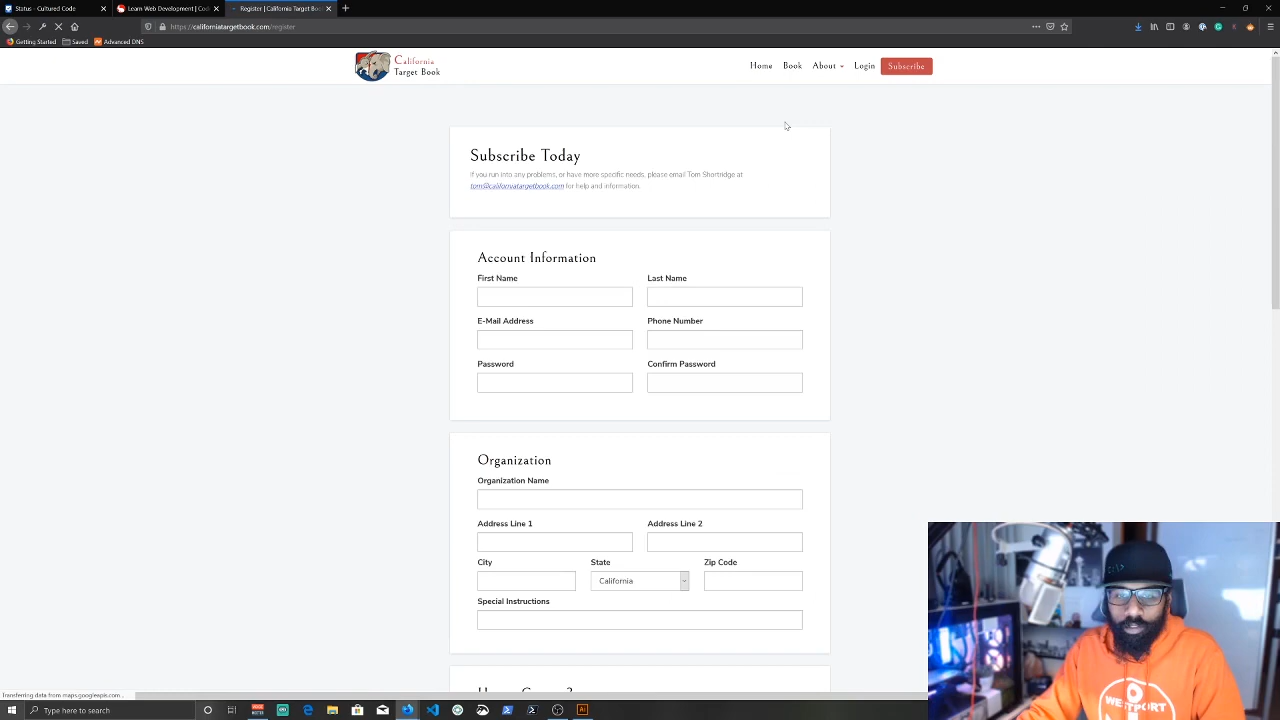 Status - Cultured Code
Learn Web Development | Cod
Register | California Target Boo
https://californiatargetbook.com/register
Getting Started
Saved
Advanced DNS
California
Target Book
Home
Book
About
Login
Subscribe
Subscribe Today
If you run into any problems, or have more specific needs, please email Tom Shortridge at
tom@californiatargetbook.com for help and information.
Account Information
First Name
Last Name
E-Mail Address
Phone Number
Password
Confirm Password
Organization
Organization Name
Address Line 1
Address Line 2
City
State
Zip Code
California
Special Instructions
Transferring data from maps.googleapis.com...
Type here to search
WESTPORT